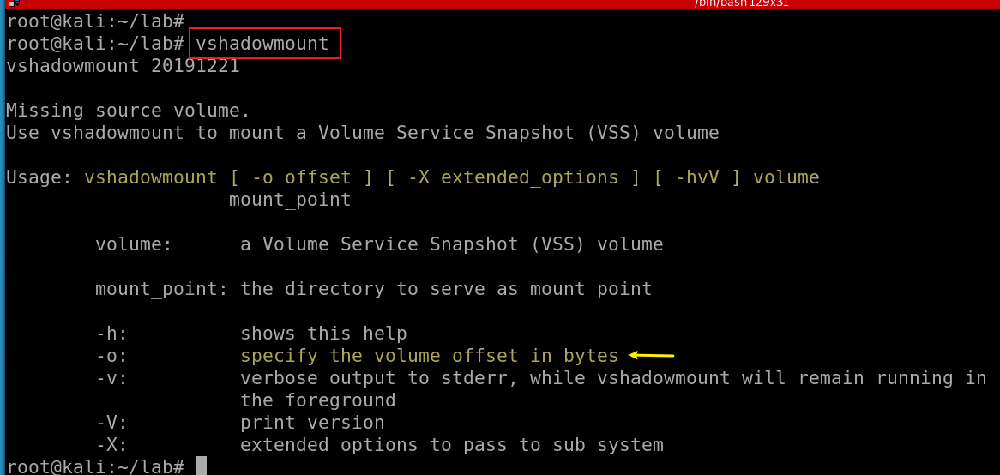 /bin/bash 129x31
root@kali:~/lab#
root@kali:~/lab# vshadowmount
vshadowmount 20191221
Missing source volume.
Use vshadowmount to mount a Volume Service Snapshot (VSS) volume
Usage: vshadowmount [ -o offset ] [ -X extended_options ] [ -hvV ] volume
mount_point
volume: a Volume Service Snapshot (VSS) volume
mount_point: the directory to serve as mount point
-h: shows this help
-o: specify the volume offset in bytes
-v: verbose output to stderr, while vshadowmount will remain running in
the foreground
-V: print version
-X: extended options to pass to sub system
root@kali:~/lab#